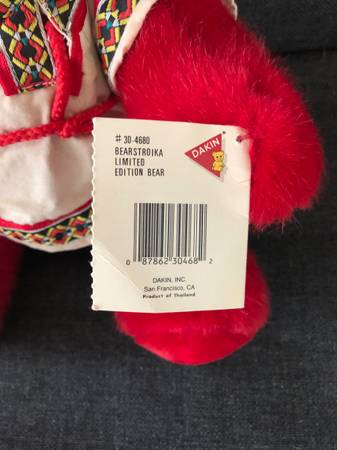 # 30-4680
BEARSTROIKA
LIMITED
EDITION BEAR
DAKIN
0 87862 30468 2
DAKIN, INC.
San Francisco, CA
Product of Thailand